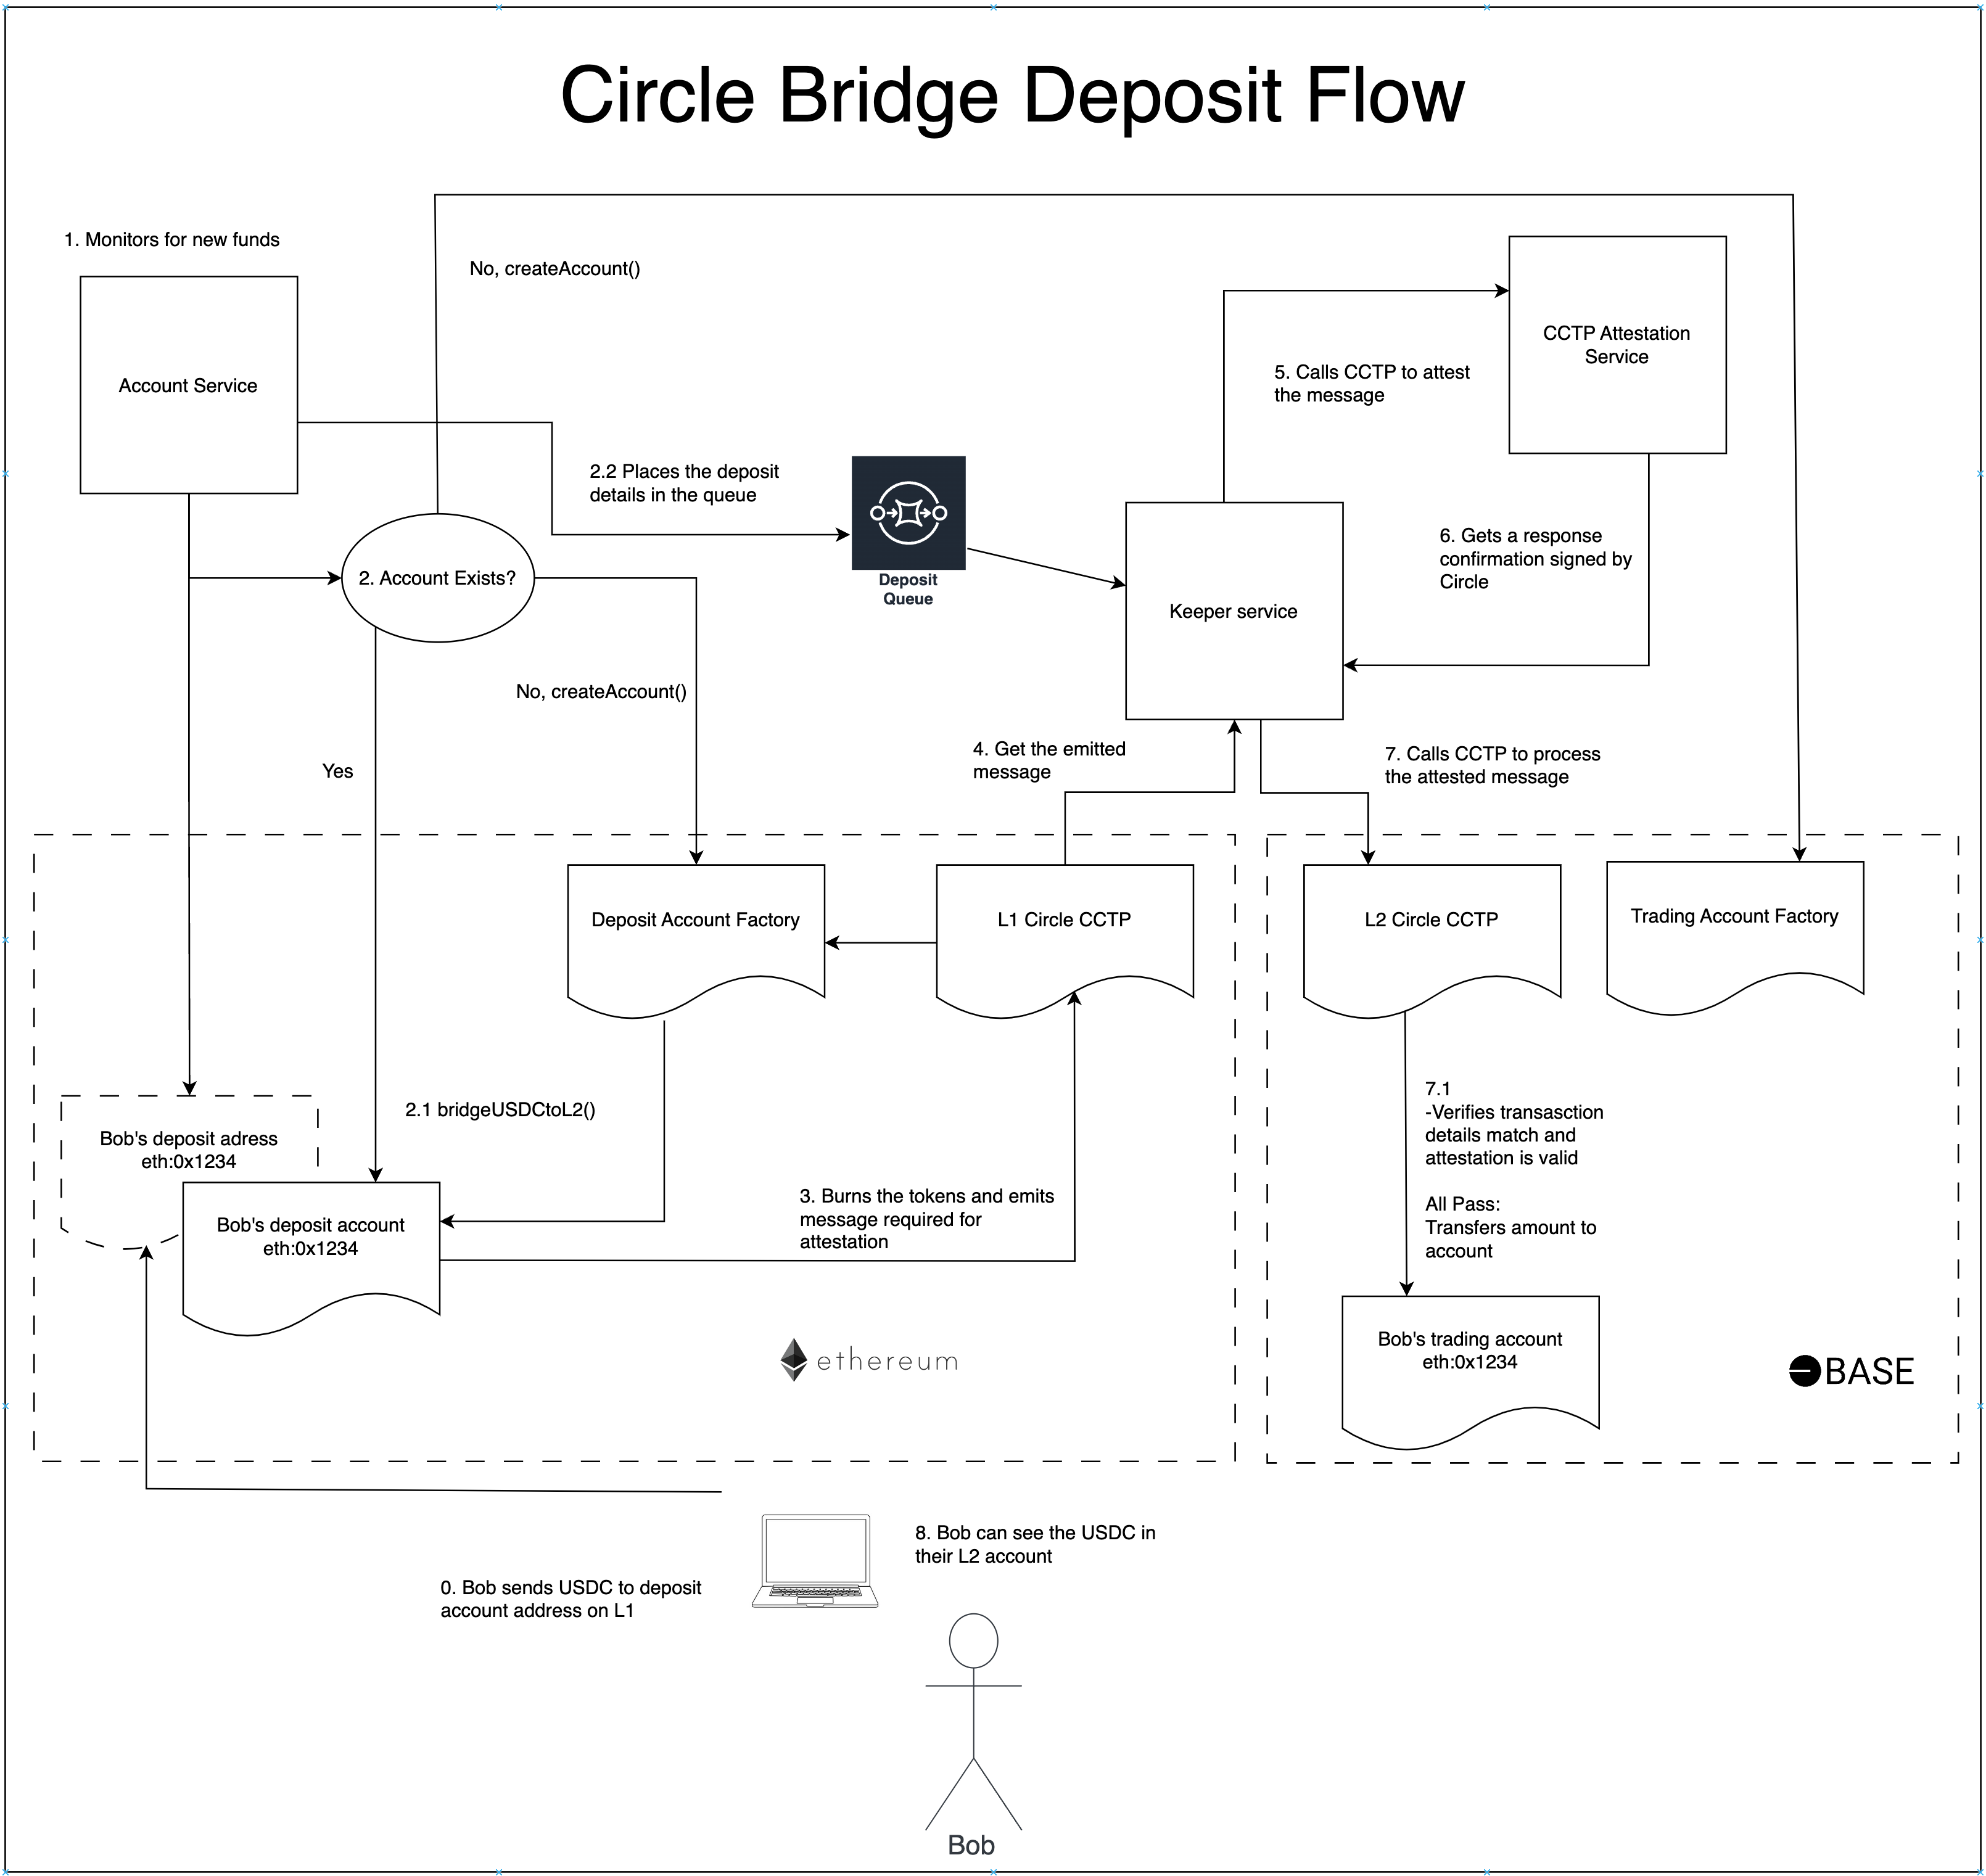 Circle Bridge Deposit Flow
1. Monitors for new funds
Account Service
No, createAccount()
2.2 Places the deposit
details in the queue
Deposit
Queue
5. Calls CCTP to attest
the message
CCTP Attestation
Service
6. Gets a response
confirmation signed by
Circle
Keeper service
2. Account Exists?
No, createAccount()
Yes
4. Get the emitted
message
7. Calls CCTP to process
the attested message
Deposit Account Factory
L1 Circle CCTP
L2 Circle CCTP
Trading Account Factory
2.1 bridgeUSDCtoL2()
Bob's deposit adress
eth:0x1234
Bob's deposit account
eth:0x1234
3. Burns the tokens and emits
message required for
attestation
7.1
-Verifies transasction
details match and
attestation is valid
All Pass:
Transfers amount to
account
Bob's trading account
eth:0x1234
ethereum
BASE
8. Bob can see the USDC in
their L2 account
0. Bob sends USDC to deposit
account address on L1
Bob